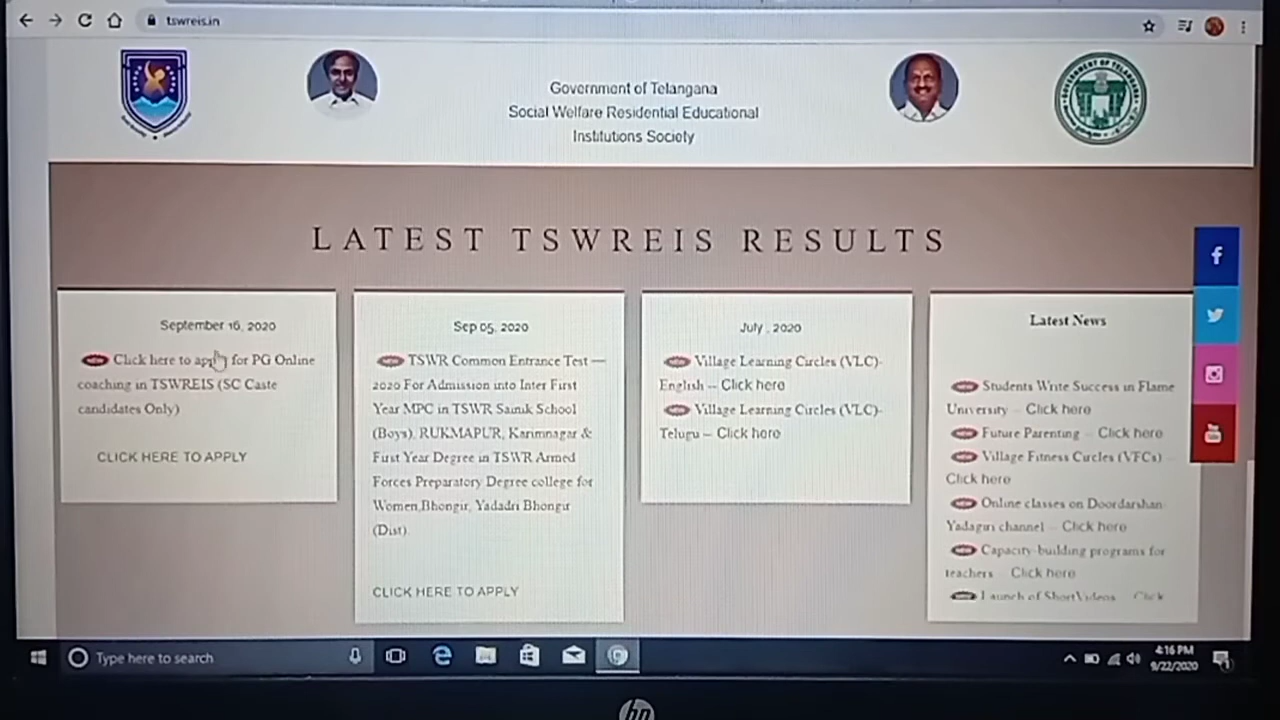 tswreis.in
Government of Telangana
Social Welfare Residential Educational
Institutions Society
LATEST TSWREIS RESULTS
September 16, 2020
Click here to apply for PG Online
coaching in TSWREIS (SC Caste
candidates Only)
CLICK HERE TO APPLY
Sep 05, 2020
TSWR Common Entrance Test —
2020 For Admission into Inter First
Year MPC in TSWR Sainik School
(Boys), RUKMAPUR, Karimnagar &
First Year Degree in TSWR Armed
Forces Preparatory Degree college for
Women,Bhongir, Yadadri Bhongir
(Dist).
CLICK HERE TO APPLY
July , 2020
Village Learning Circles (VLC)-
English – Click here
Village Learning Circles (VLC)-
Telugu – Click here
Latest News
Students Write Success in Flame
University – Click here
Future Parenting – Click here
Village Fitness Circles (VFCs) –
Click here
Online classes on Doordarshan-
Yadagiri channel – Click here
Capacity-building programs for
teachers – Click here
Launch of ShortVideos – Click
Type here to search
4:16 PM
9/22/2020
hp